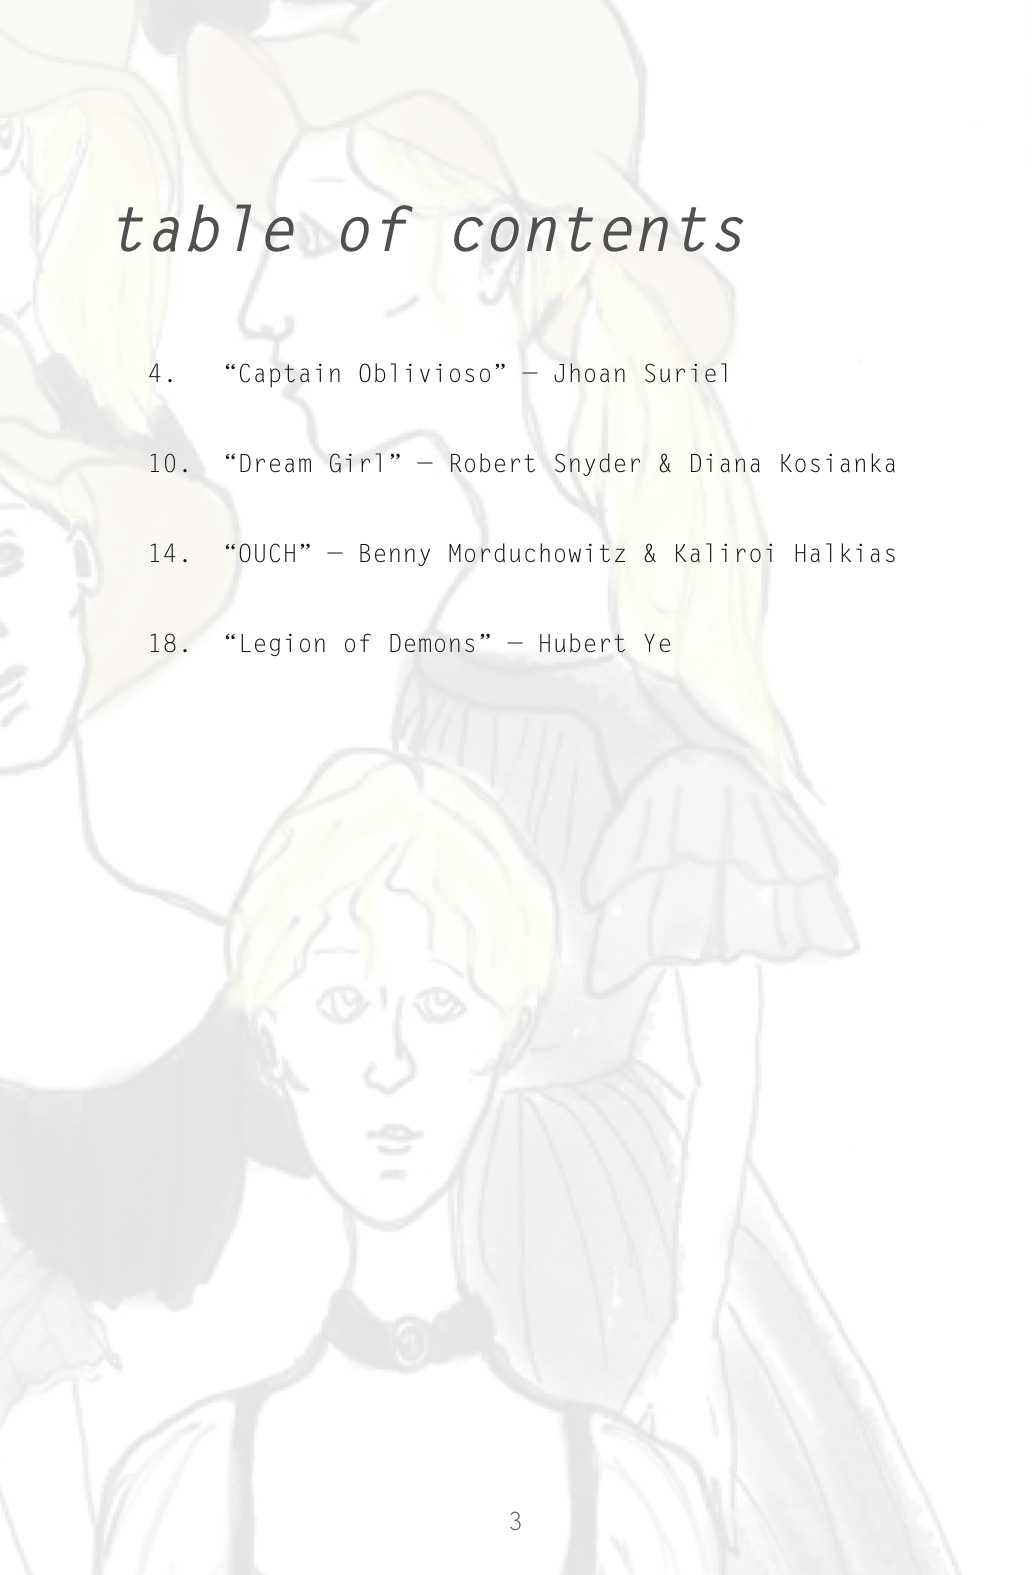 table of contents
4. “Captain Oblivioso” — Jhoan Suriel
10. “Dream Girl” — Robert Snyder & Diana Kosianka
14. “OUCH” — Benny Morduchowitz & Kaliroi Halkias
18. “Legion of Demons” — Hubert Ye
3